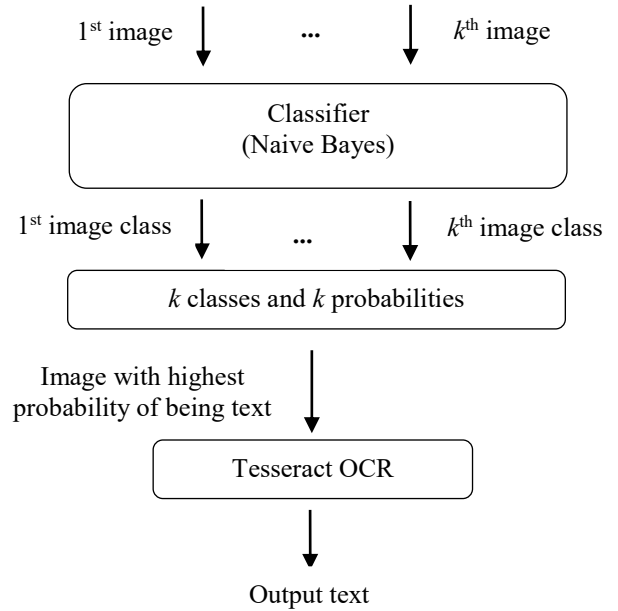 1st image ... kth image
Classifier
(Naive Bayes)
1st image class ... kth image class
k classes and k probabilities
Image with highest
probability of being text
Tesseract OCR
Output text